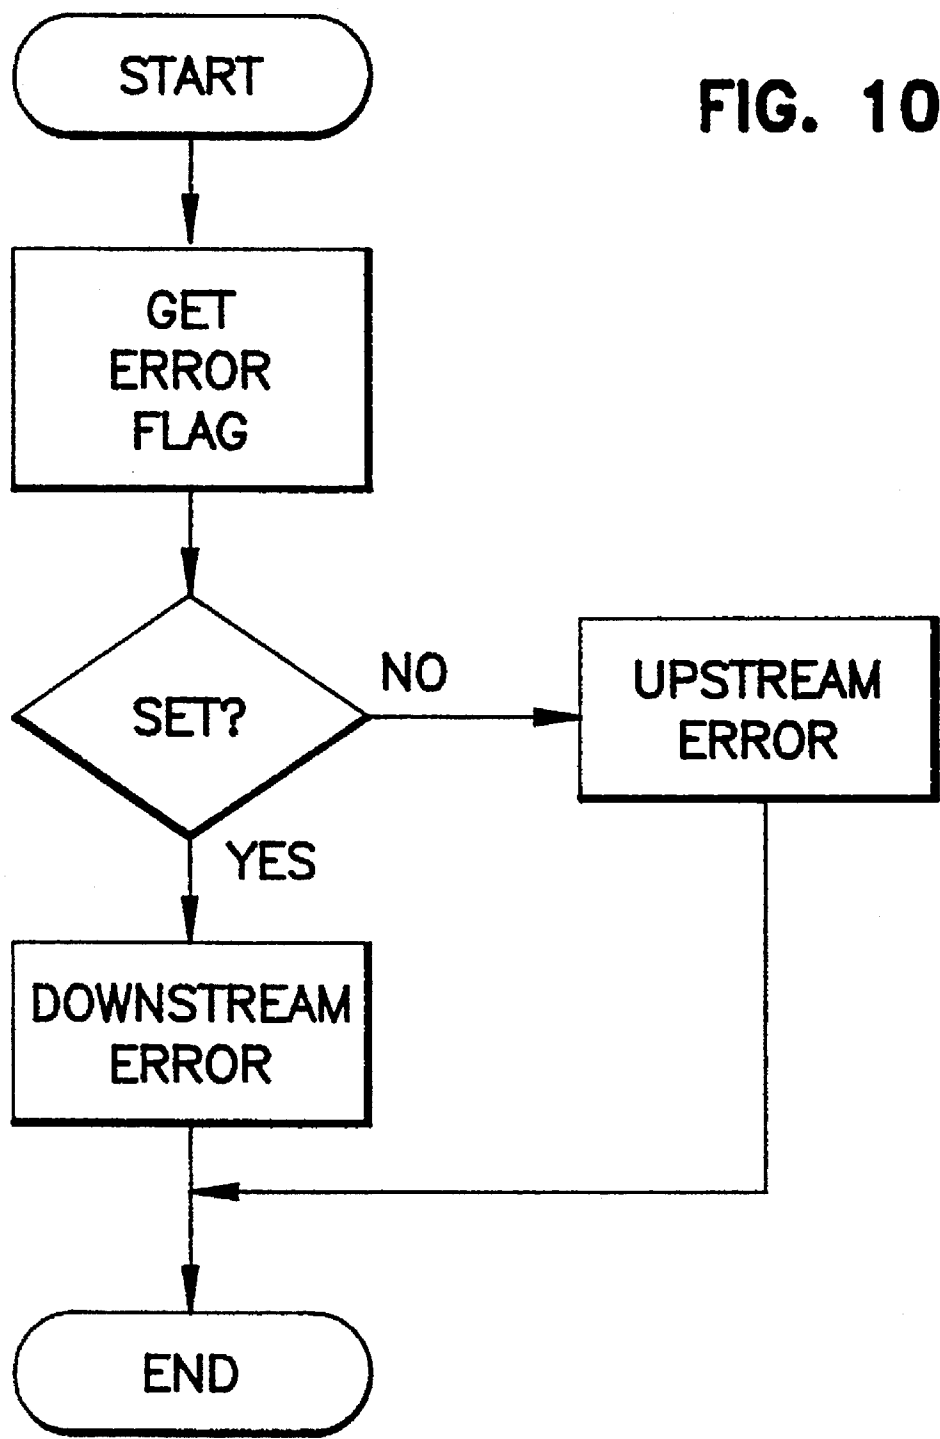 START
FIG. 10
GET
ERROR
FLAG
SET?
NO
UPSTREAM
ERROR
YES
DOWNSTREAM
ERROR
END